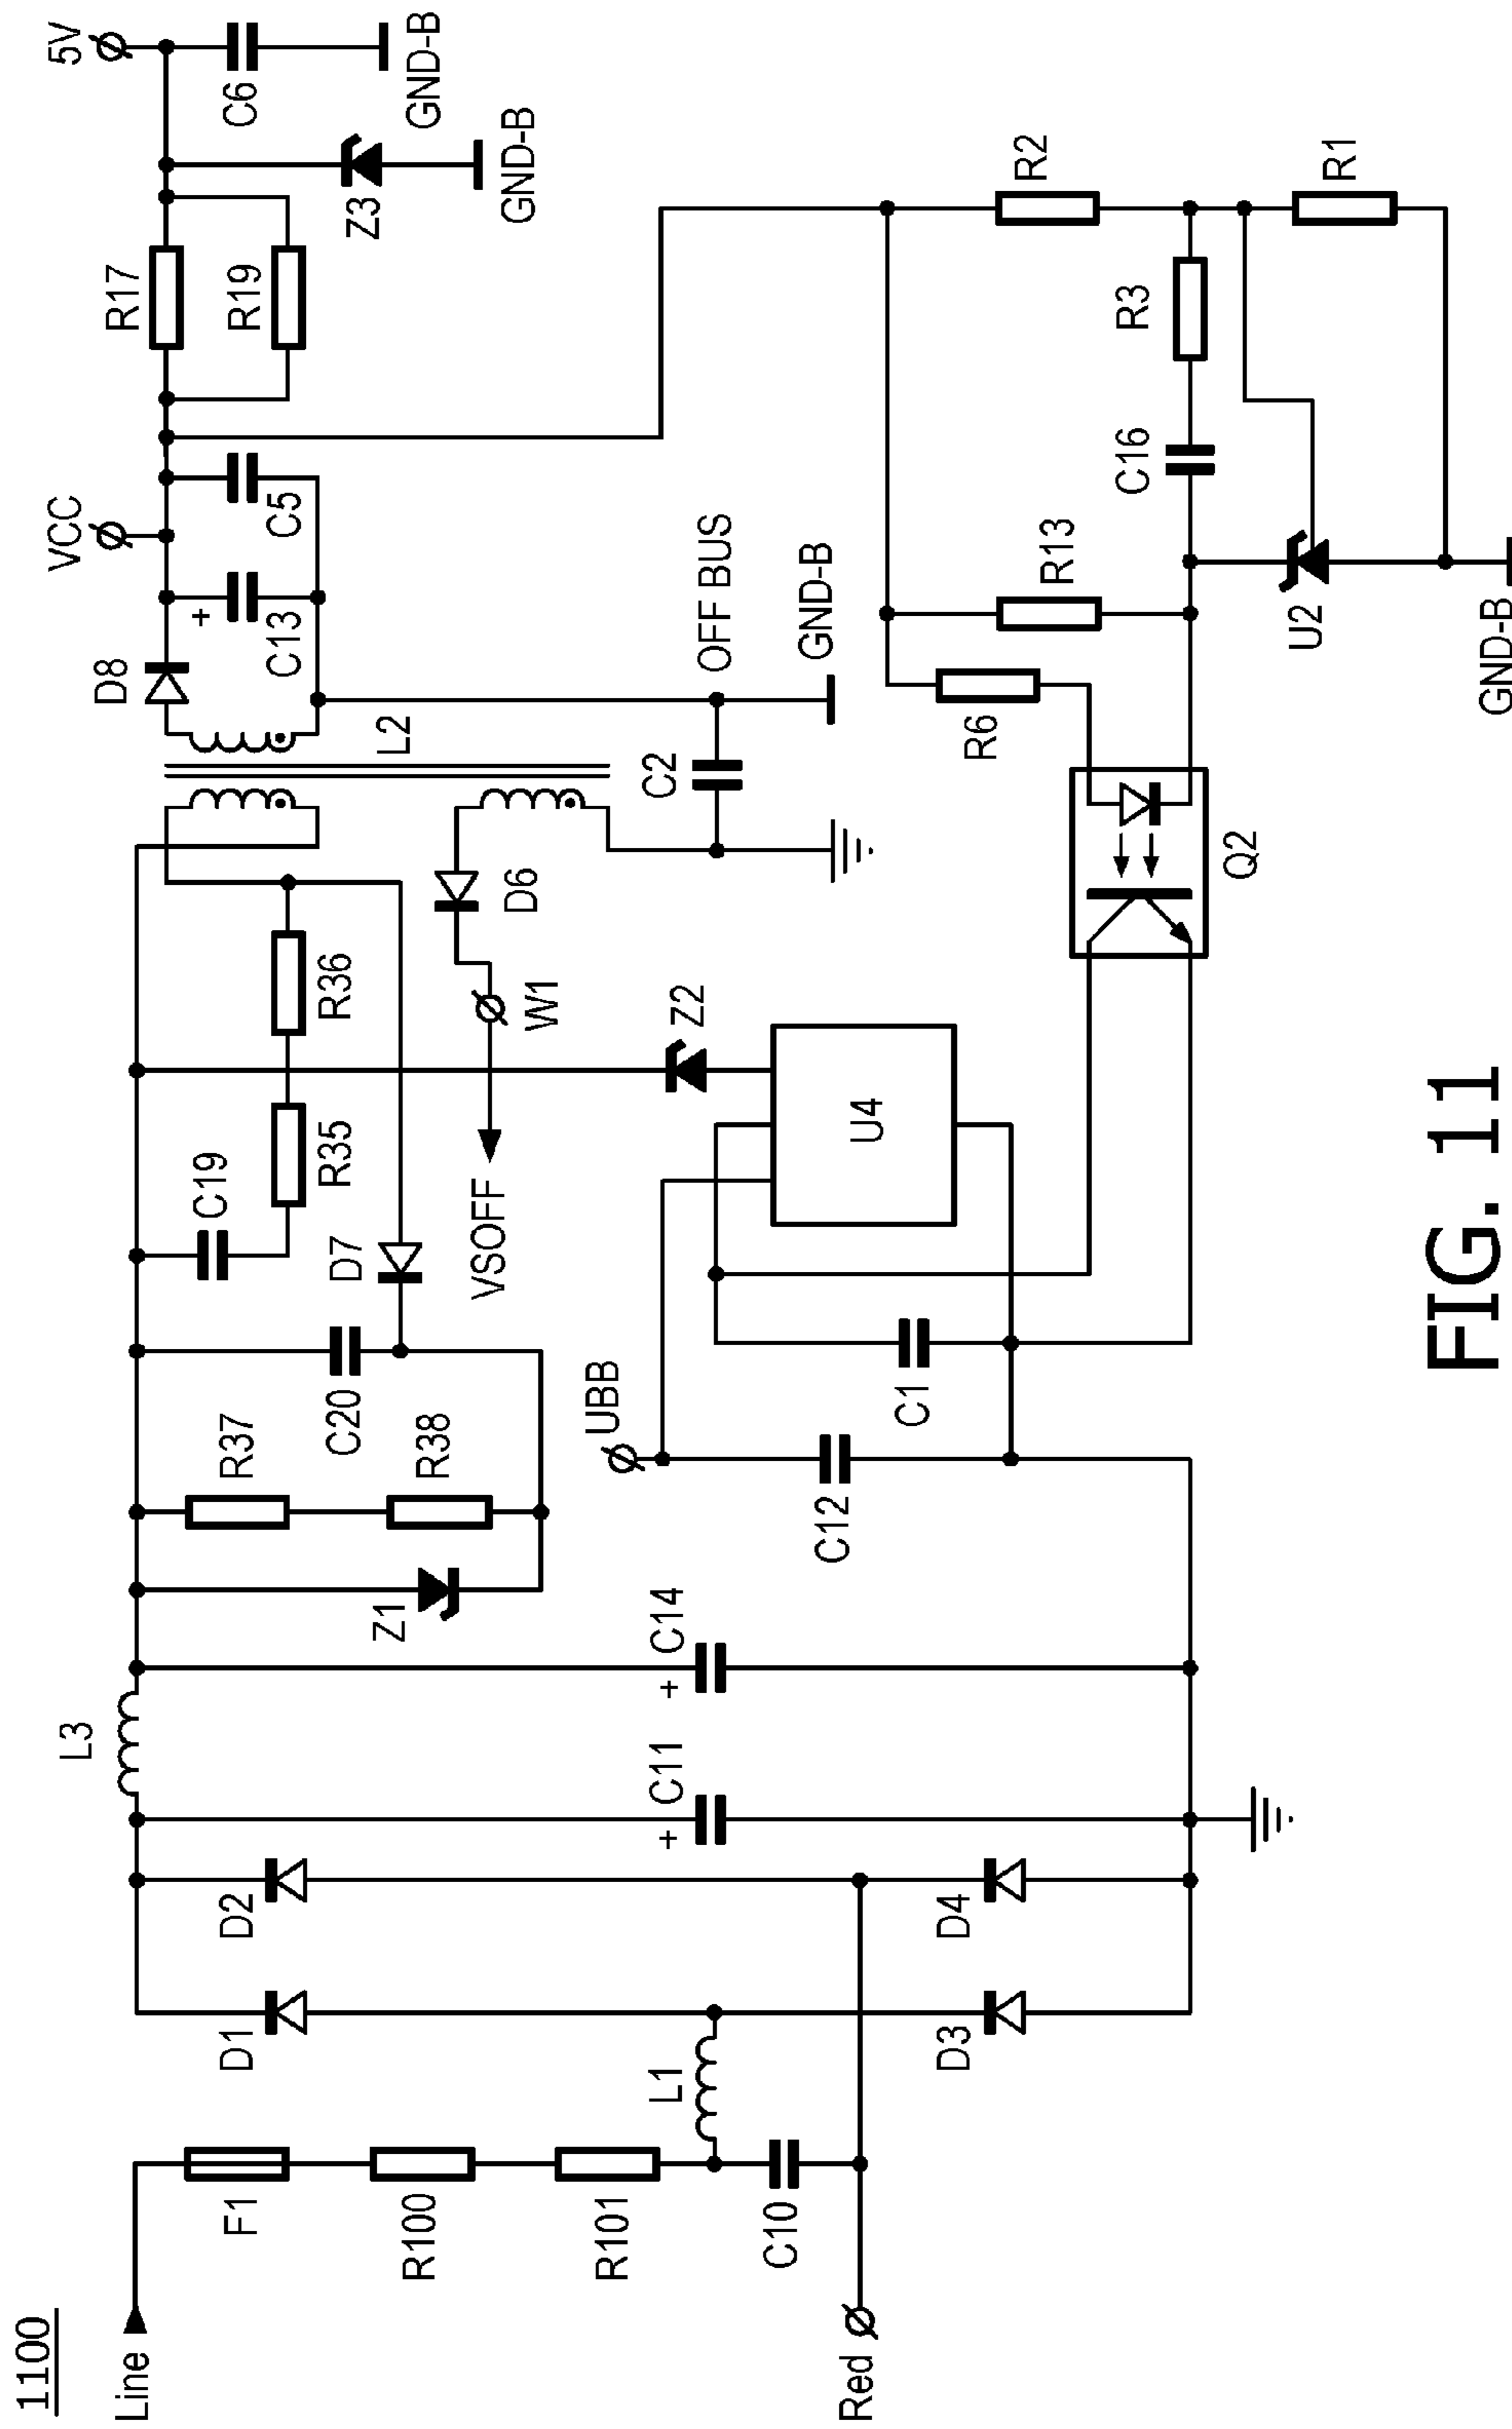 1100
Line
F1
R100
R101
C10
Red
L1
D1
D2
D3
D4
L3
C11
+
C14
+
Z1
R37
R38
C20
C19
R35
R36
D7
VSOFF
W1
D6
UBB
C12
C1
U4
Z2
L2
C2
OFF BUS
GND-B
D8
+
C13
VCC
C5
R17
R19
Z3
GND-B
5V
C6
GND-B
Q2
R6
R13
C16
R3
R2
R1
U2
GND-B
FIG. 11